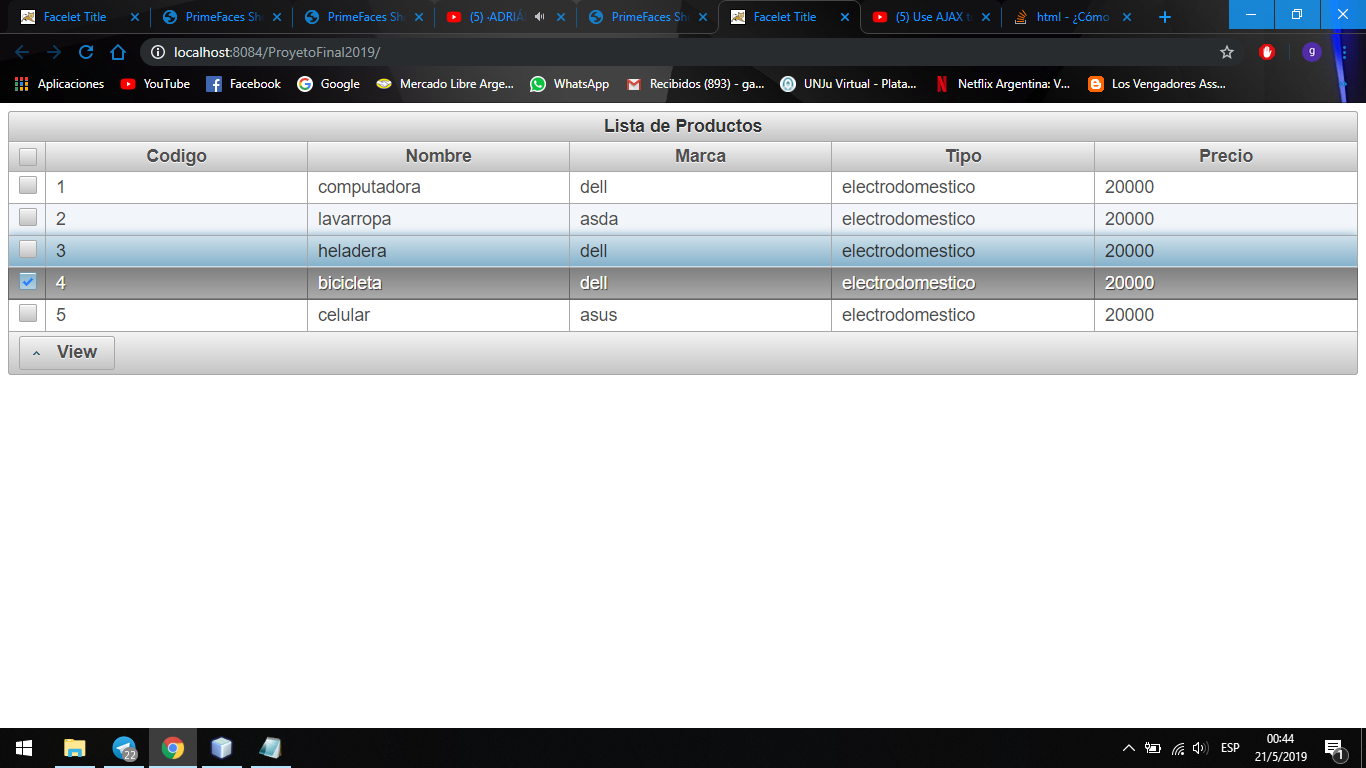 Facelet Title
PrimeFaces Sh
PrimeFaces Sh
(5) -ADRIÁ
PrimeFaces Sh
Facelet Title
(5) Use AJAX t
html - ¿Cómo
localhost:8084/ProyetoFinal2019/
g
Aplicaciones
YouTube
Facebook
Google
Mercado Libre Arge...
WhatsApp
Recibidos (893) - ga...
UNJu Virtual - Plata...
Netflix Argentina: V...
Los Vengadores Ass...
Lista de Productos
Codigo Nombre Marca Tipo Precio
1 computadora dell electrodomestico 20000
2 lavarropa asda electrodomestico 20000
3 heladera dell electrodomestico 20000
4 bicicleta dell electrodomestico 20000
5 celular asus electrodomestico 20000
View
22
ESP
00:44
21/5/2019
1